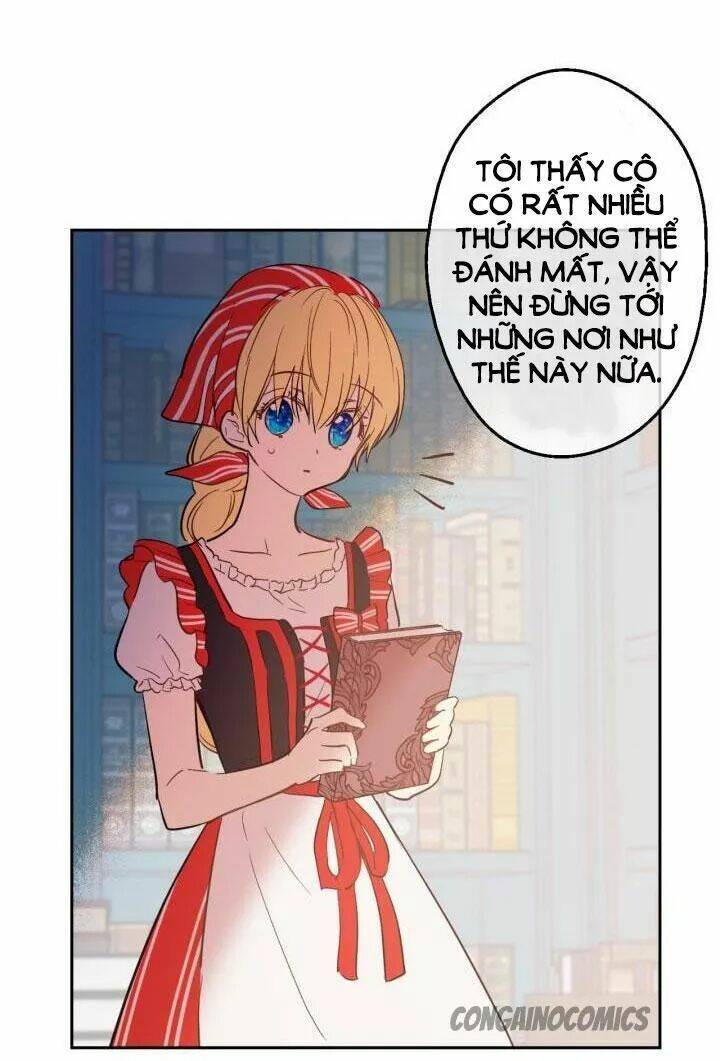 TÔI THẤY CÔ
CÓ RẤT NHIỀU
THỨ KHÔNG THỂ
ĐÁNH MẤT, VẬY
NÊN ĐỪNG TỚI
NHỮNG NƠI NHƯ
THẾ NÀY NỮA.
CONGAINOCOMICS